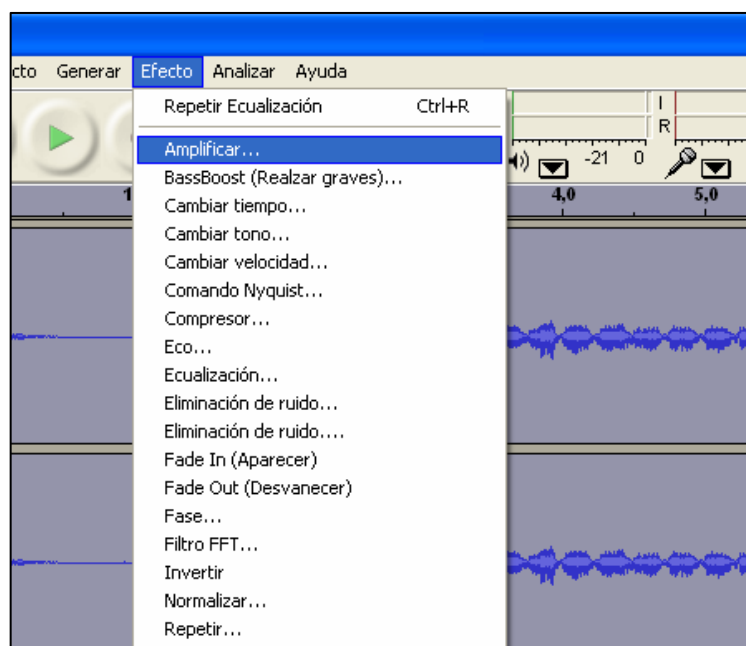 cto Generar Efecto Analizar Ayuda
Repetir Ecualización Ctrl+R
I
R
-21 0
1 4,0 5,0
Amplificar...
BassBoost (Realzar graves)...
Cambiar tiempo...
Cambiar tono...
Cambiar velocidad...
Comando Nyquist...
Compresor...
Eco...
Ecualización...
Eliminación de ruido...
Eliminación de ruido....
Fade In (Aparecer)
Fade Out (Desvanecer)
Fase...
Filtro FFT...
Invertir
Normalizar...
Repetir...